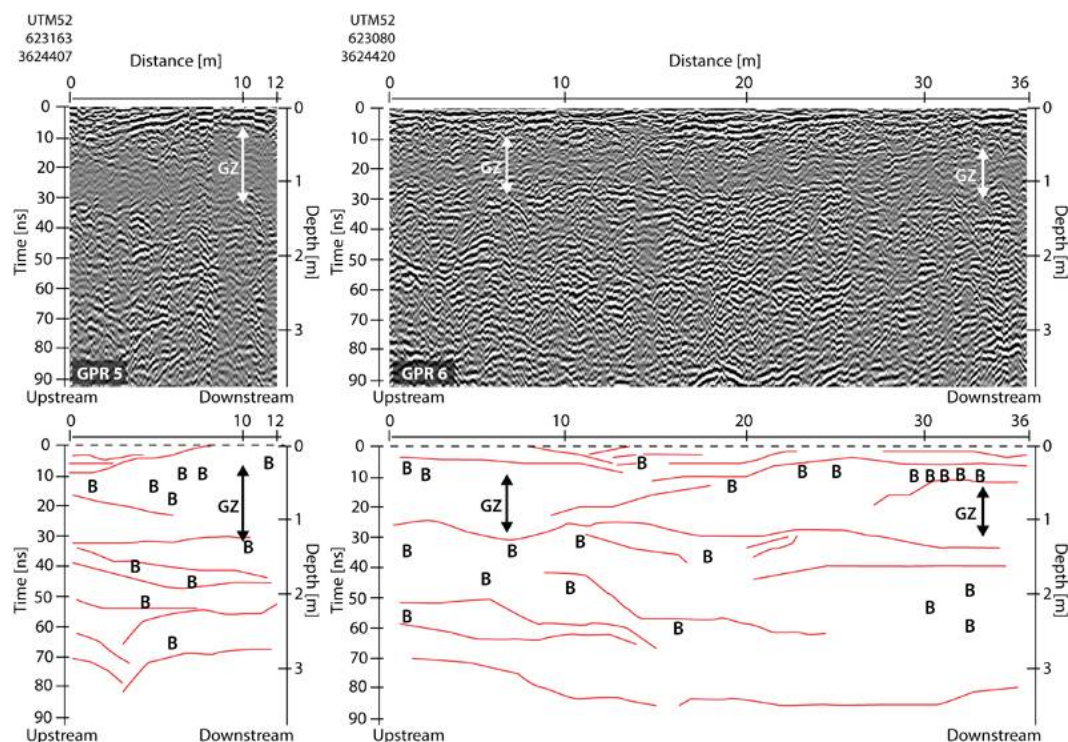 UTM52
623163
3624407
Distance [m]
0 10 12
0
10
20
30
40
50
60
70
80
90
Time [ns]
0
1
2
3
Depth [m]
GZ
GPR 5
Upstream Downstream
UTM52
623080
3624420
Distance [m]
0 10 20 30 36
0
10
20
30
40
50
60
70
80
90
Time [ns]
0
1
2
3
Depth [m]
GZ GZ
GPR 6
Upstream Downstream
0 10 12
0
10
20
30
40
50
60
70
80
90
Time [ns]
0
1
2
3
Depth [m]
B B B
B B B
GZ
B
B
B
B
B
Upstream Downstream
0 10 20 30 36
0
10
20
30
40
50
60
70
80
90
Time [ns]
0
1
2
3
Depth [m]
B B B B B
B B B B B
B
GZ GZ
B B B B
B B B
B B
B B
Upstream Downstream